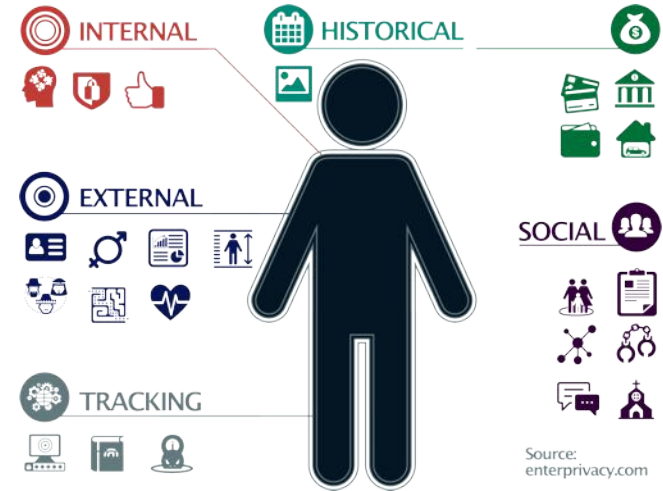 INTERNAL
HISTORICAL
EXTERNAL
SOCIAL
TRACKING
Source:
enterprivacy.com